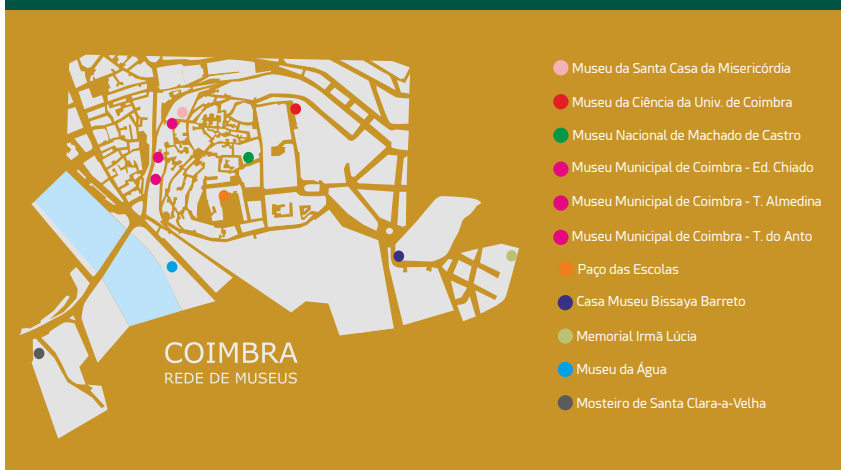 Museu da Santa Casa da Misericórdia
Museu da Ciência da Univ. de Coimbra
Museu Nacional de Machado de Castro
Museu Municipal de Coimbra - Ed. Chiado
Museu Municipal de Coimbra - T. Almedina
Museu Municipal de Coimbra - T. do Anto
Paço das Escolas
Casa Museu Bissaya Barreto
Memorial Irmã Lúcia
Museu da Água
Mosteiro de Santa Clara-a-Velha
COIMBRA
REDE DE MUSEUS